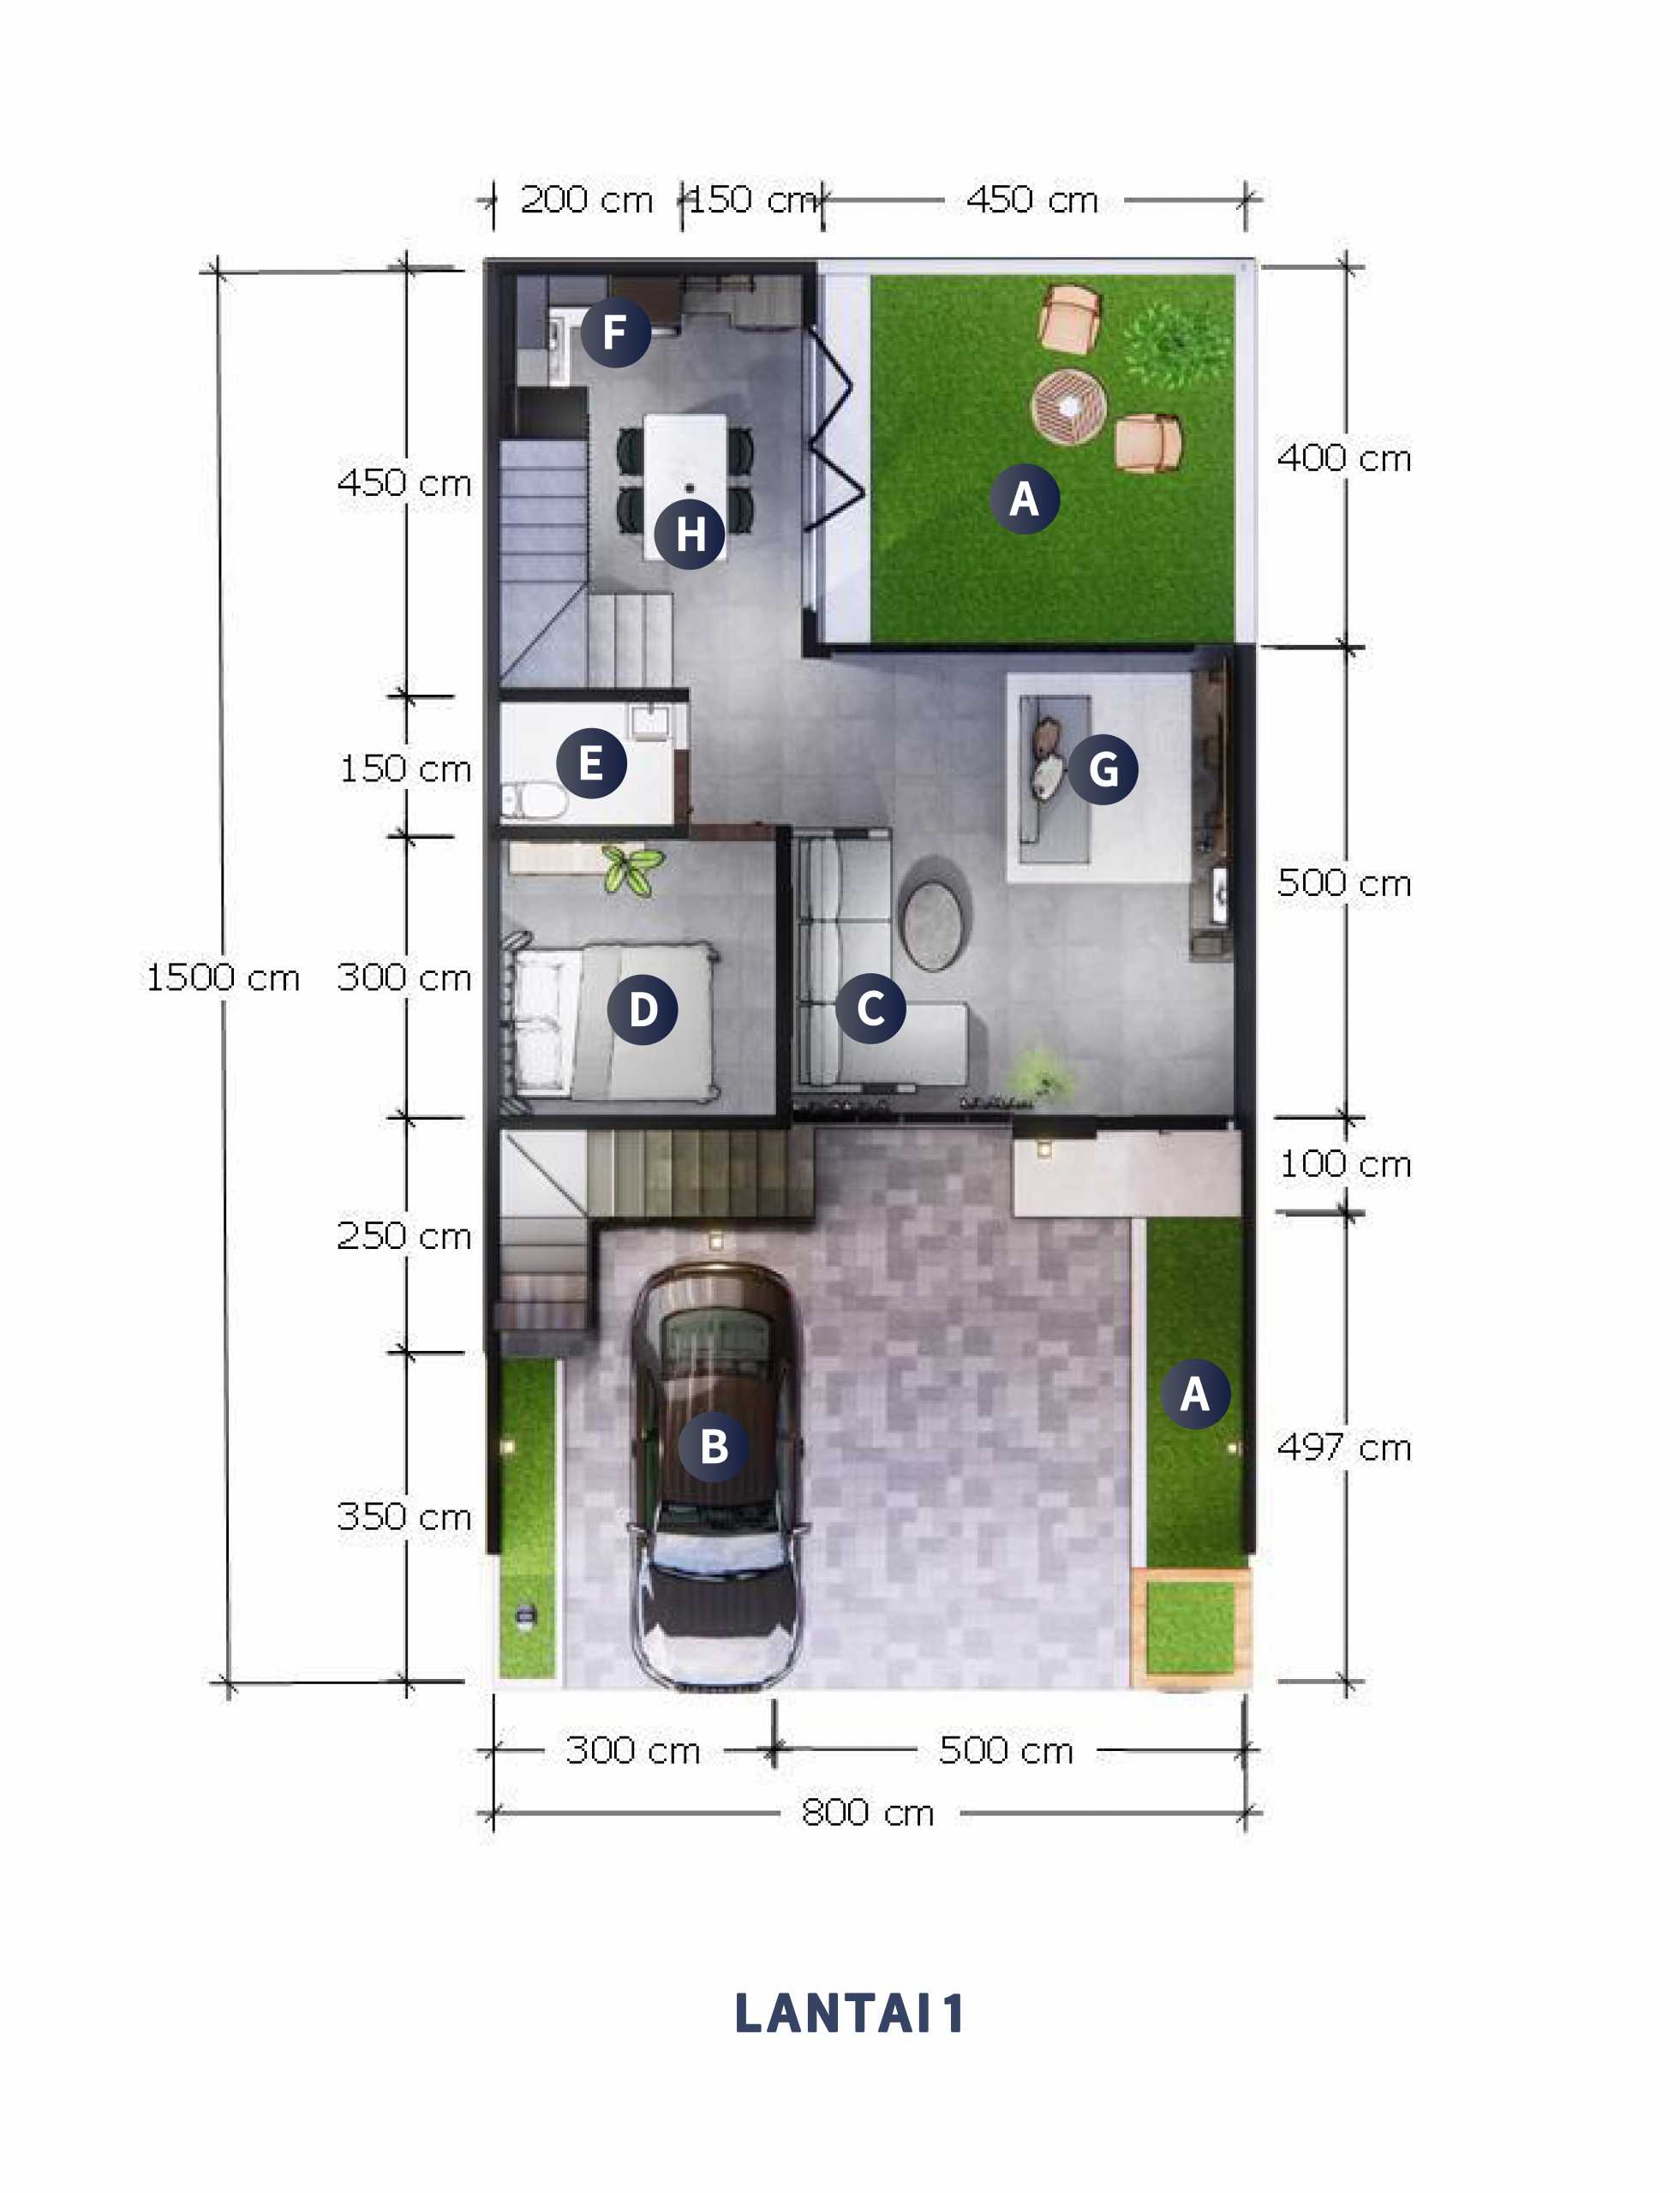 200 cm 150 cm 450 cm
F
450 cm
400 cm
A
H
E
G
150 cm
500 cm
1500 cm
300 cm
D
C
100 cm
250 cm
A
B
497 cm
350 cm
300 cm 500 cm
800 cm
LANTAI 1